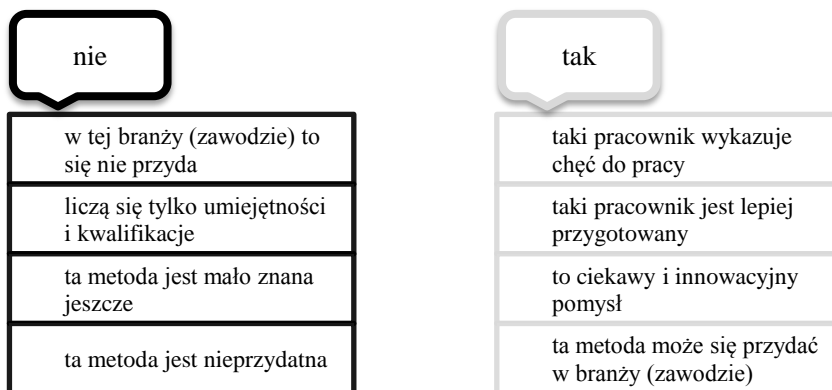 nie
w tej branży (zawodzie) to
się nie przyda
liczą się tylko umiejętności
i kwalifikacje
ta metoda jest mało znana
jeszcze
ta metoda jest nieprzydatna
tak
taki pracownik wykazuje
chęć do pracy
taki pracownik jest lepiej
przygotowany
to ciekawy i innowacyjny
pomysł
ta metoda może się przydać
w branży (zawodzie)